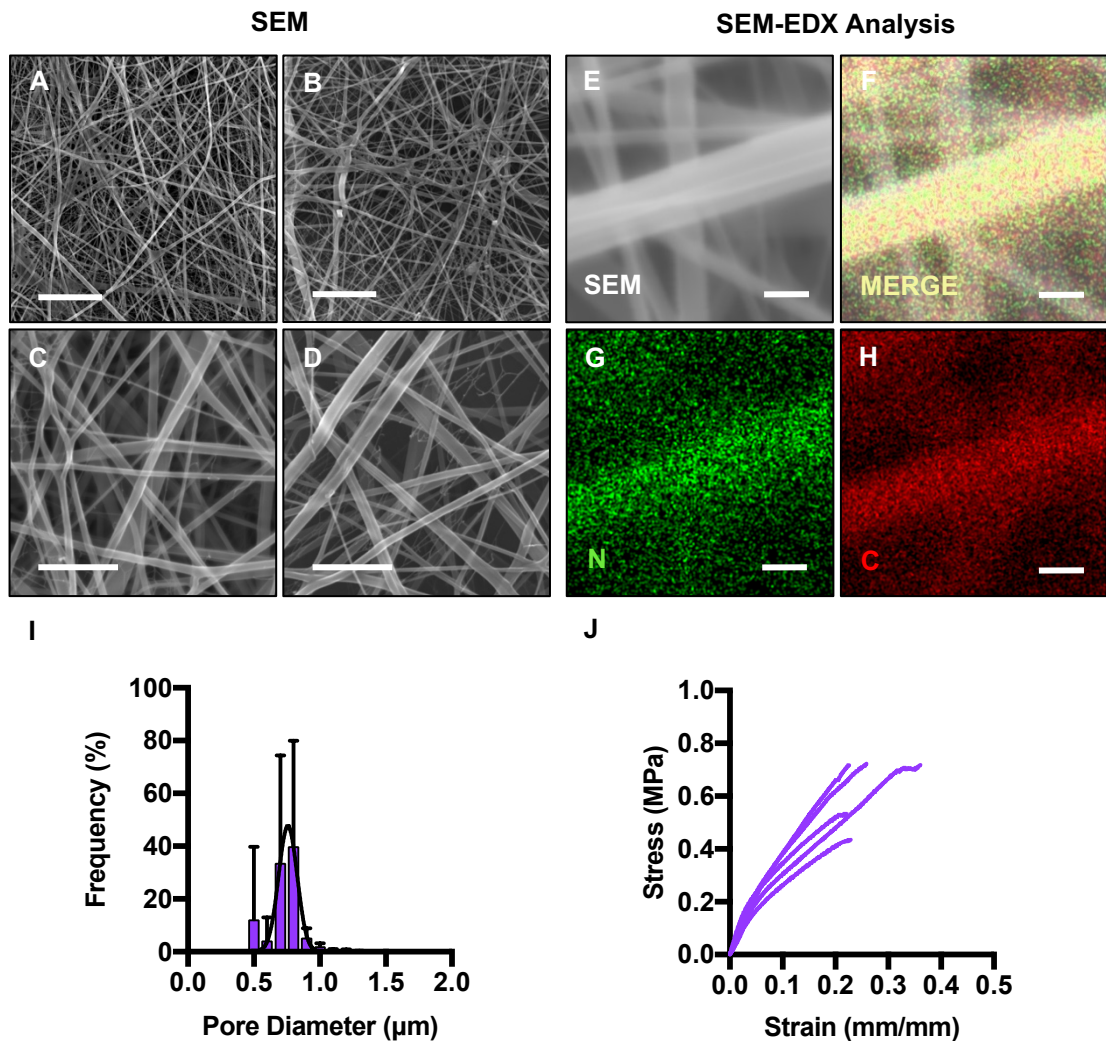 SEM
SEM-EDX Analysis
A
B
E
F
SEM
MERGE
C
D
G
H
N
C
I
J
100
80
60
40
20
0
0.0 0.5 1.0 1.5 2.0
Frequency (%)
Pore Diameter (µm)
1.0
0.8
0.6
0.4
0.2
0.0
0.0 0.1 0.2 0.3 0.4 0.5
Stress (MPa)
Strain (mm/mm)